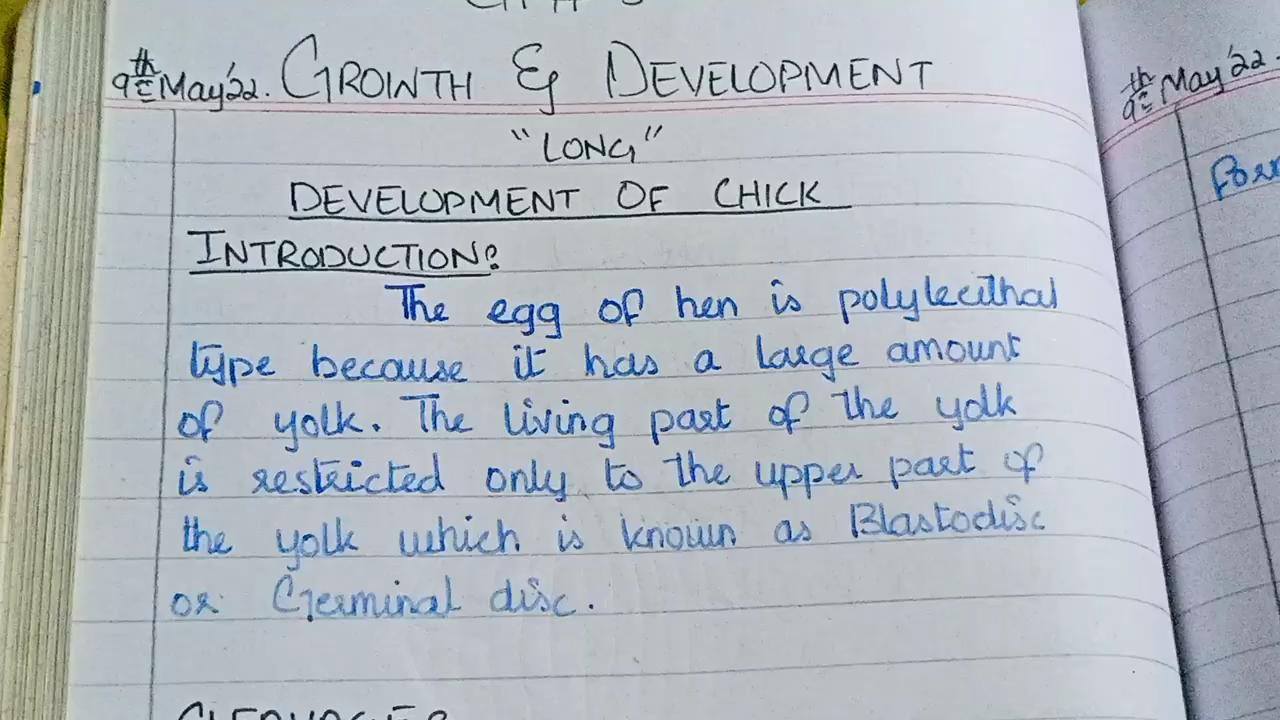 9th May'22. GROWTH & DEVELOPMENT
"LONG"
DEVELOPMENT OF CHICK
INTRODUCTION:
The egg of hen is polylecithal
type because it has a large amount
of yolk. The living part of the yolk
is restricted only to the upper part of
the yolk which is known as Blastodisc
or Germinal disc.
9th May'22.